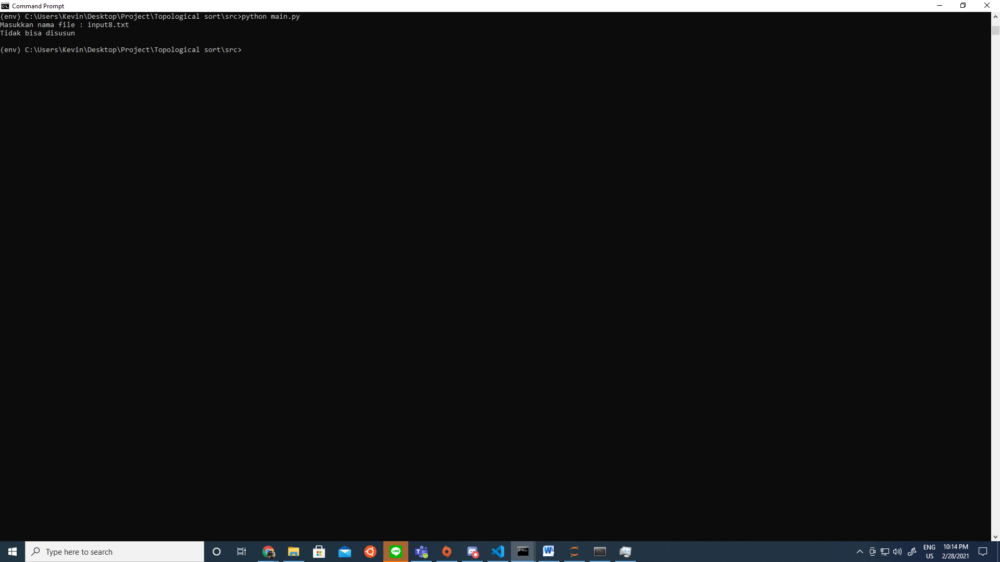 Command Prompt
(env) C:\Users\Kevin\Desktop\Project\Topological sort\src>python main.py
Masukkan nama file : input8.txt
Tidak bisa disusun
(env) C:\Users\Kevin\Desktop\Project\Topological sort\src>
Type here to search
LINE
ENG
US
10:14 PM
2/28/2021